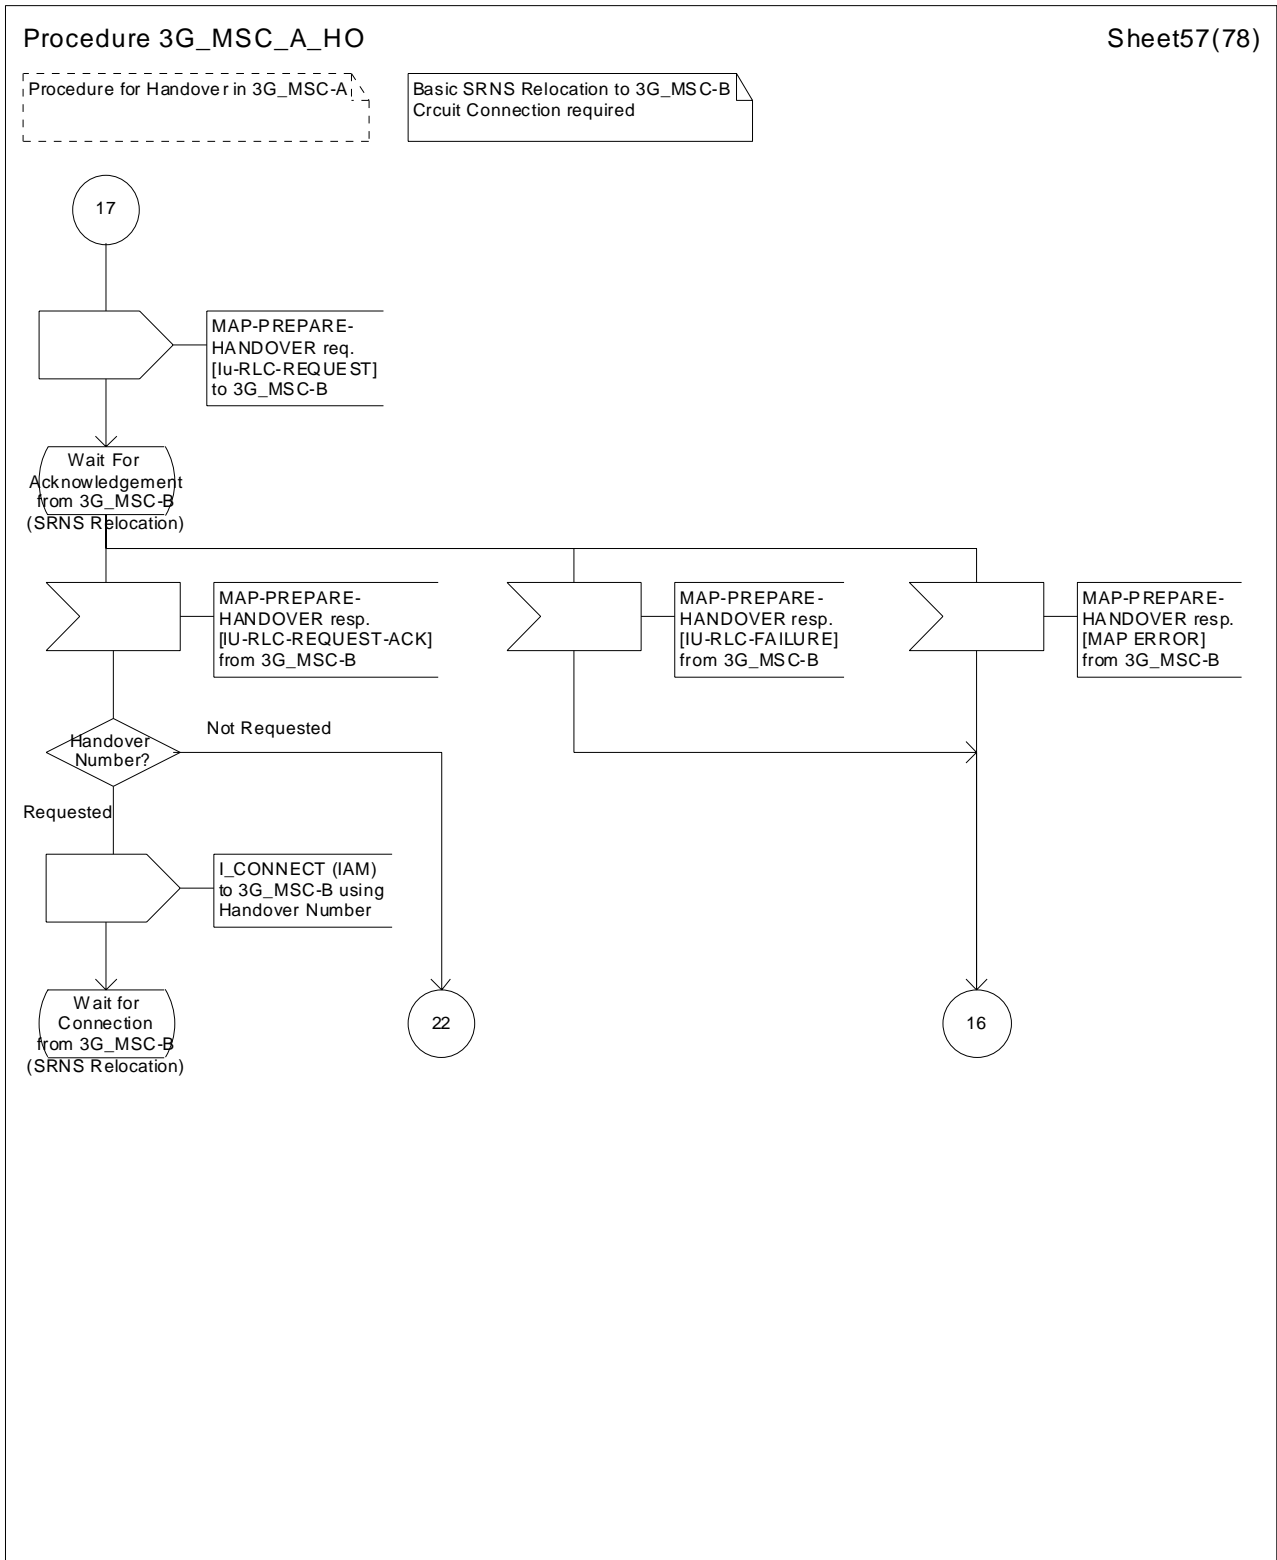 Procedure 3G_MSC_A_HO
Sheet57(78)
Procedure for Handover in 3G_MSC-A
Basic SRNS Relocation to 3G_MSC-B
Crcuit Connection required
17
MAP-PREPARE-
HANDOVER req.
[Iu-RLC-REQUEST]
to 3G_MSC-B
Wait For
Acknowledgement
from 3G_MSC-B
(SRNS Relocation)
MAP-PREPARE-
HANDOVER resp.
[IU-RLC-REQUEST-ACK]
from 3G_MSC-B
MAP-PREPARE-
HANDOVER resp.
[IU-RLC-FAILURE]
from 3G_MSC-B
MAP-PREPARE-
HANDOVER resp.
[MAP ERROR]
from 3G_MSC-B
Not Requested
Handover
Number?
Requested
I_CONNECT (IAM)
to 3G_MSC-B using
Handover Number
Wait for
Connection
from 3G_MSC-B
(SRNS Relocation)
22
16